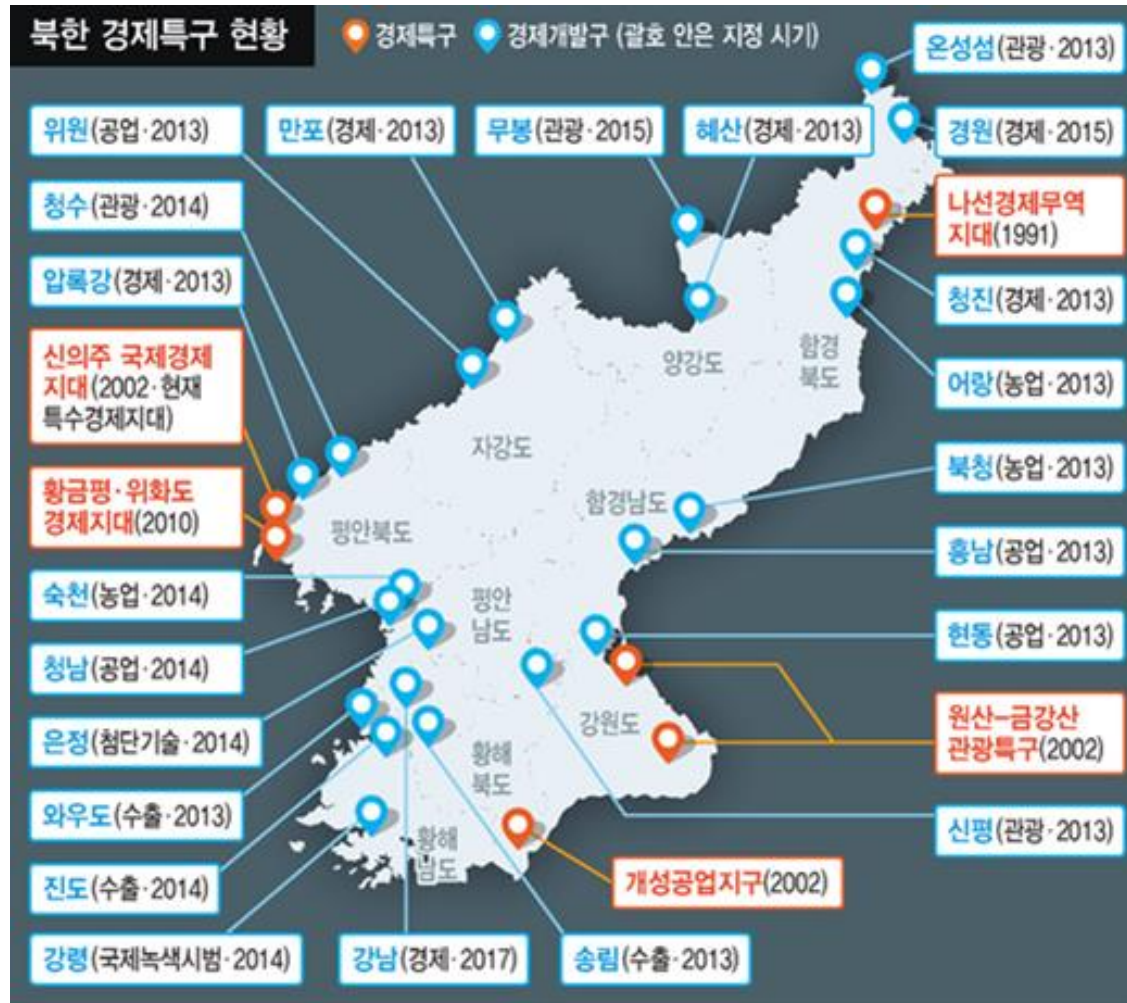 북한 경제특구 현황
경제특구
경제개발구 (괄호 안은 지정 시기)
온성섬(관광·2013)
위원(공업·2013)
만포(경제·2013)
무봉(관광·2015)
혜산(경제·2013)
경원(경제·2015)
청수(관광·2014)
나선경제무역
지대(1991)
압록강(경제·2013)
청진(경제·2013)
신의주 국제경제
지대(2002·현재
특수경제지대)
양강도
함경
북도
어랑(농업·2013)
자강도
북청(농업·2013)
황금평·위화도
경제지대(2010)
평안북도
함경남도
흥남(공업·2013)
숙천(농업·2014)
평안
남도
현동(공업·2013)
청남(공업·2014)
강원도
원산-금강산
관광특구(2002)
은정(첨단기술·2014)
황해
북도
와우도(수출·2013)
신평(관광·2013)
황해
남도
진도(수출·2014)
개성공업지구(2002)
강령(국제녹색시범·2014)
강남(경제·2017)
송림(수출·2013)